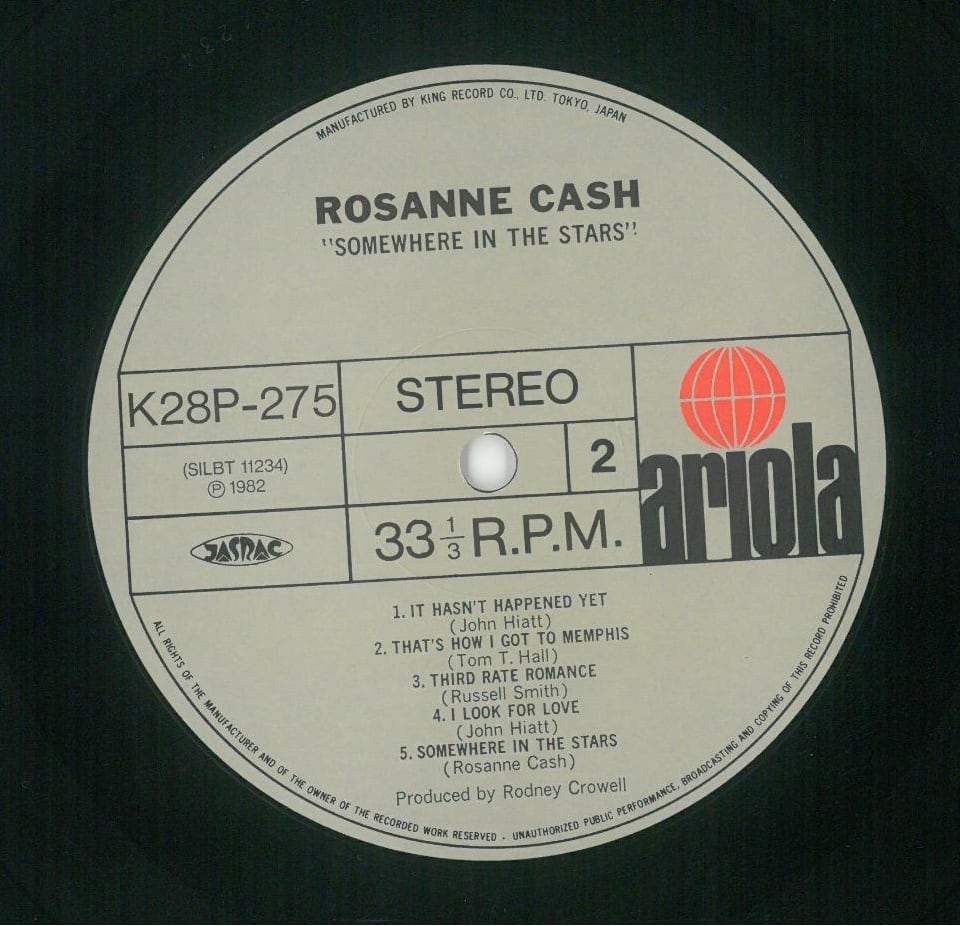 MANUFACTURED BY KING RECORD CO., LTD. TOKYO, JAPAN
ROSANNE CASH
"SOMEWHERE IN THE STARS"
K28P-275
STEREO
(SILBT 11234)
Ⓟ 1982
2
ariola
JASRAC
33 1/3 R.P.M.
1. IT HASN'T HAPPENED YET
(John Hiatt)
2. THAT'S HOW I GOT TO MEMPHIS
(Tom T. Hall)
3. THIRD RATE ROMANCE
(Russell Smith)
4. I LOOK FOR LOVE
(John Hiatt)
5. SOMEWHERE IN THE STARS
(Rosanne Cash)
Produced by Rodney Crowell
ALL RIGHTS OF THE MANUFACTURER AND OF THE OWNER OF THE RECORDED WORK RESERVED · UNAUTHORIZED PUBLIC PERFORMANCE, BROADCASTING AND COPYING OF THIS RECORD PROHIBITED